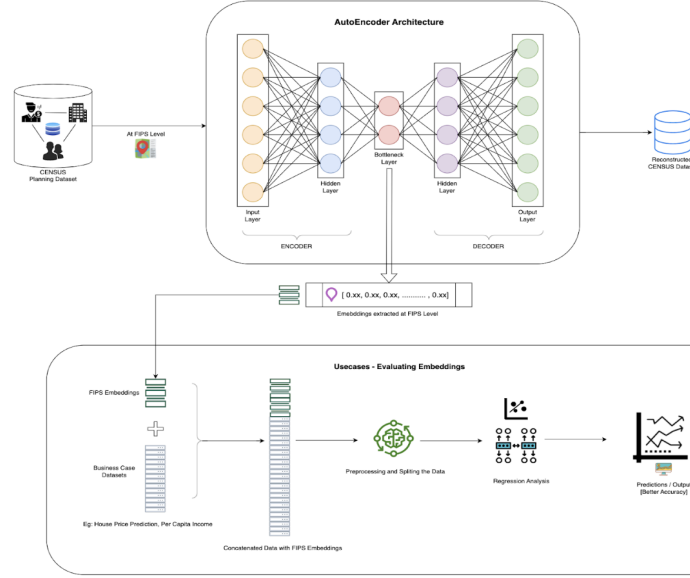 AutoEncoder Architecture
At FIPS Level
CENSUS
Planning Dataset
Input
Layer
Hidden
Layer
Bottleneck
Layer
Hidden
Layer
Output
Layer
ENCODER
DECODER
Reconstructed
CENSUS Datas
[ 0.xx, 0.xx, 0.xx, ........... , 0.xx]
Emebddings extracted at FIPS Level
Usecases - Evaluating Embeddings
FIPS Embeddings
Business Case
Datasets
Eg: House Price Prediction, Per Capita Income
Concatenated Data with FIPS Embeddings
Preprocessing and Spliting the Data
Regression Analysis
Predictions / Output
[Better Accuracy]